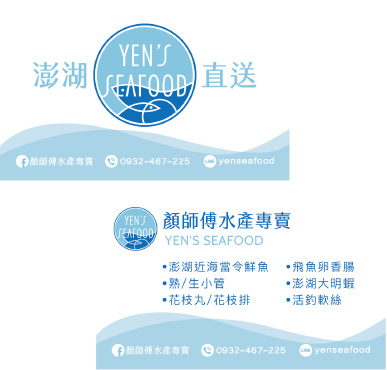 澎湖 YEN'S SEAFOOD 直送
顏師傅水產專賣 0932-467-225 LINE yenseafood
YEN'S SEAFOOD
顏師傅水產專賣
YEN'S SEAFOOD
•澎湖近海當令鮮魚 •飛魚卵香腸
•熟/生小管 •澎湖大明蝦
•花枝丸/花枝排 •活釣軟絲
顏師傅水產專賣 0932-467-225 LINE yenseafood